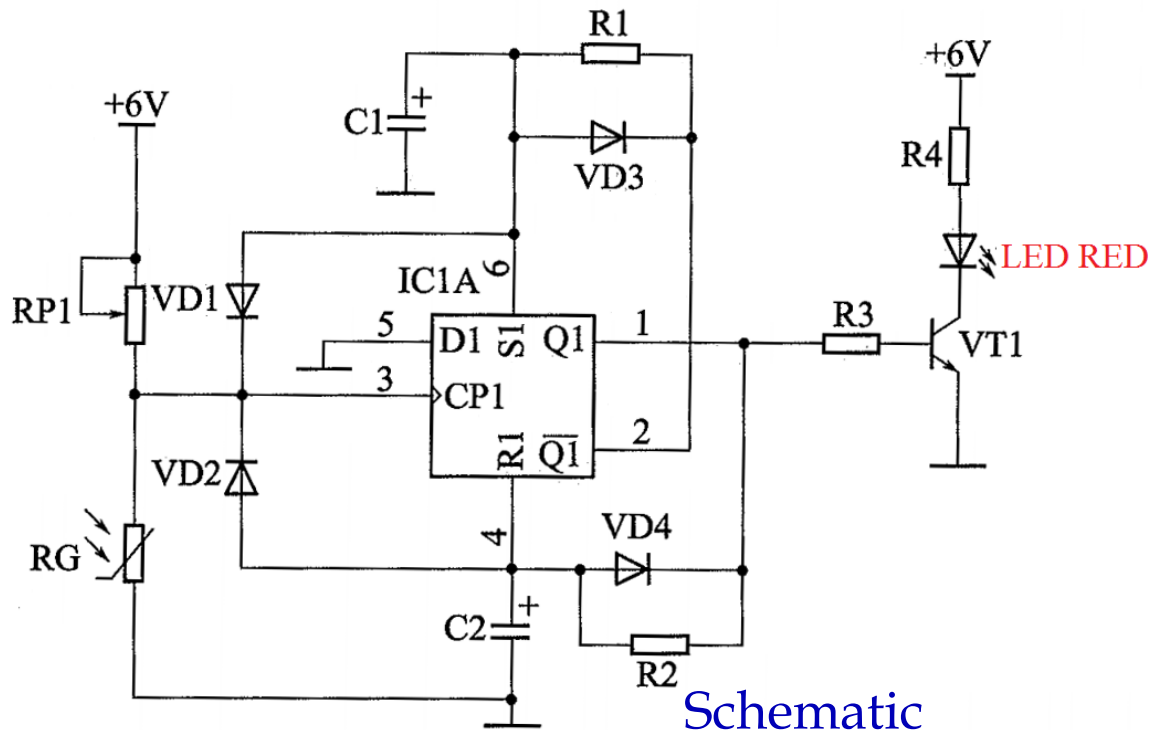 R1
+6V
+6V
C1
+
R4
VD3
LED RED
IC1A
6
RP1
VD1
5
D1
S1
Q1
1
R3
VT1
3
CP1
R1
Q̅1̅
2
VD2
4
VD4
RG
C2
+
R2
Schematic